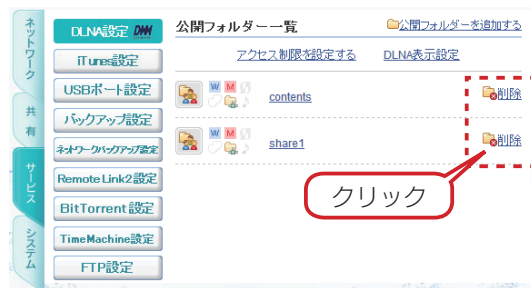 ネットワーク
共有
サービス
システム
DLNA設定 DiXiM
iTunes設定
USBポート設定
バックアップ設定
ネットワークバックアップ設定
Remote Link2設定
BitTorrent設定
TimeMachine設定
FTP設定
公開フォルダー一覧 公開フォルダーを追加する
アクセス制限を設定する DLNA表示設定
W M contents 削除
W M share1 削除
クリック